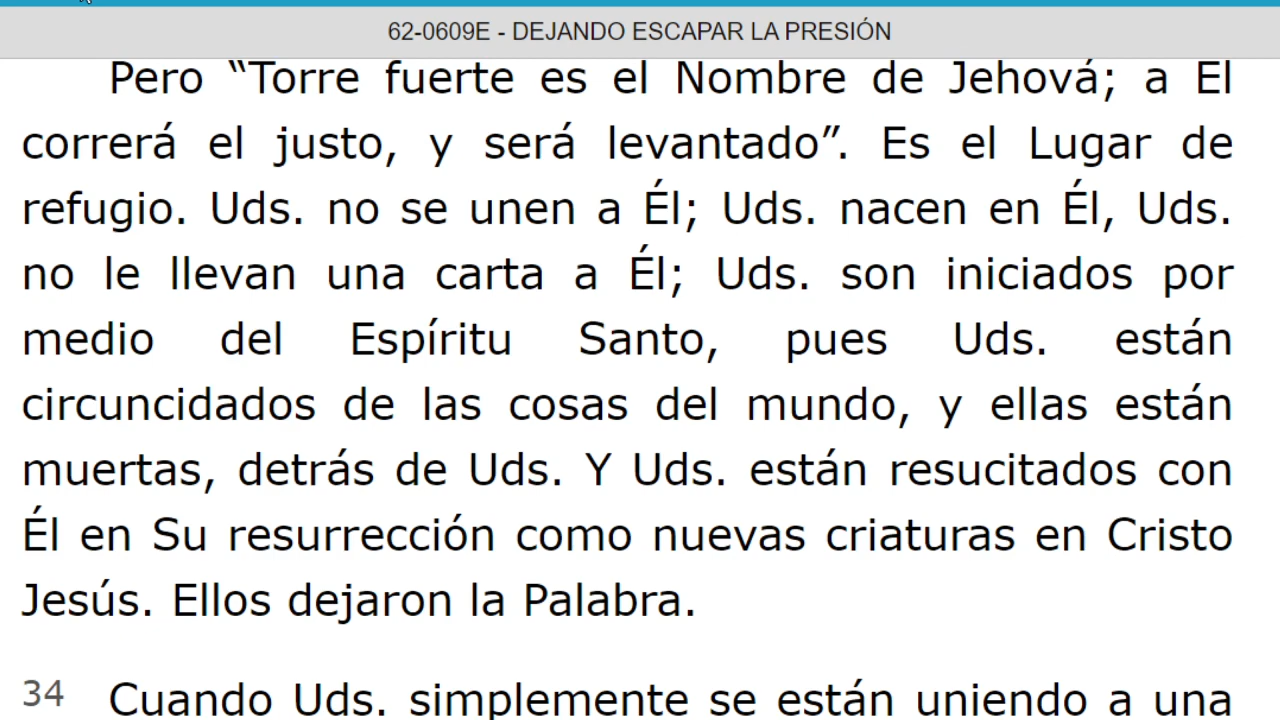 62-0609E - DEJANDO ESCAPAR LA PRESIÓN
Pero “Torre fuerte es el Nombre de Jehová; a Él
correrá el justo, y será levantado”. Es el Lugar de
refugio. Uds. no se unen a Él; Uds. nacen en Él, Uds.
no le llevan una carta a Él; Uds. son iniciados por
medio del Espíritu Santo, pues Uds. están
circuncidados de las cosas del mundo, y ellas están
muertas, detrás de Uds. Y Uds. están resucitados con
Él en Su resurrección como nuevas criaturas en Cristo
Jesús. Ellos dejaron la Palabra.
34 Cuando Uds. simplemente se están uniendo a una